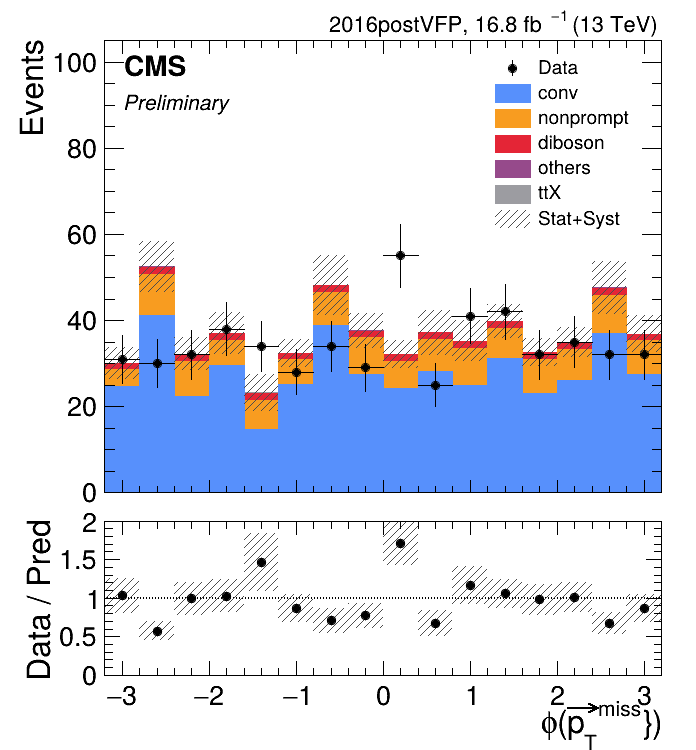 2016postVFP, 16.8 fb⁻¹ (13 TeV)
Events
CMS
Preliminary
Data
conv
nonprompt
diboson
others
ttX
Stat+Syst
100
80
60
40
20
0
Data / Pred
2
1.5
1
0.5
0
−3 −2 −1 0 1 2 3
ϕ(p_T^miss})